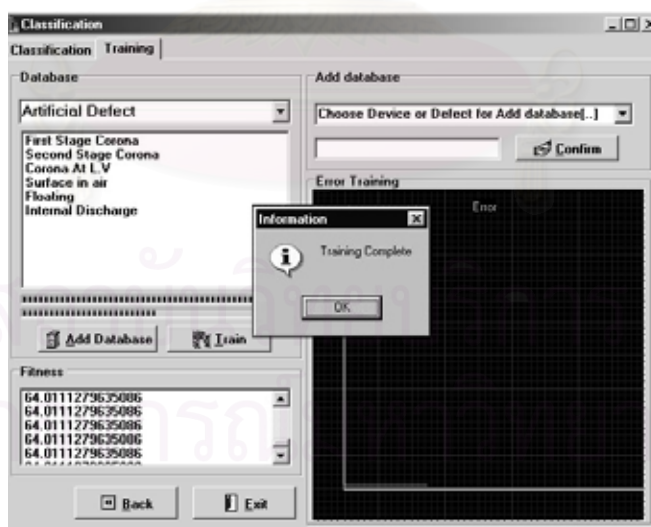 Classification
Classification Training
Database
Artificial Defect
First Stage Corona
Second Stage Corona
Corona At L.V
Surface in air
Floating
Internal Discharge
Add Database
Train
Fitness
64.0111279635086
64.0111279635086
64.0111279635086
64.0111279635086
64.0111279635086
Back
Exit
Add database
Choose Device or Defect for Add database[..]
Confirm
Error Training
Error
Information
Training Complete
OK